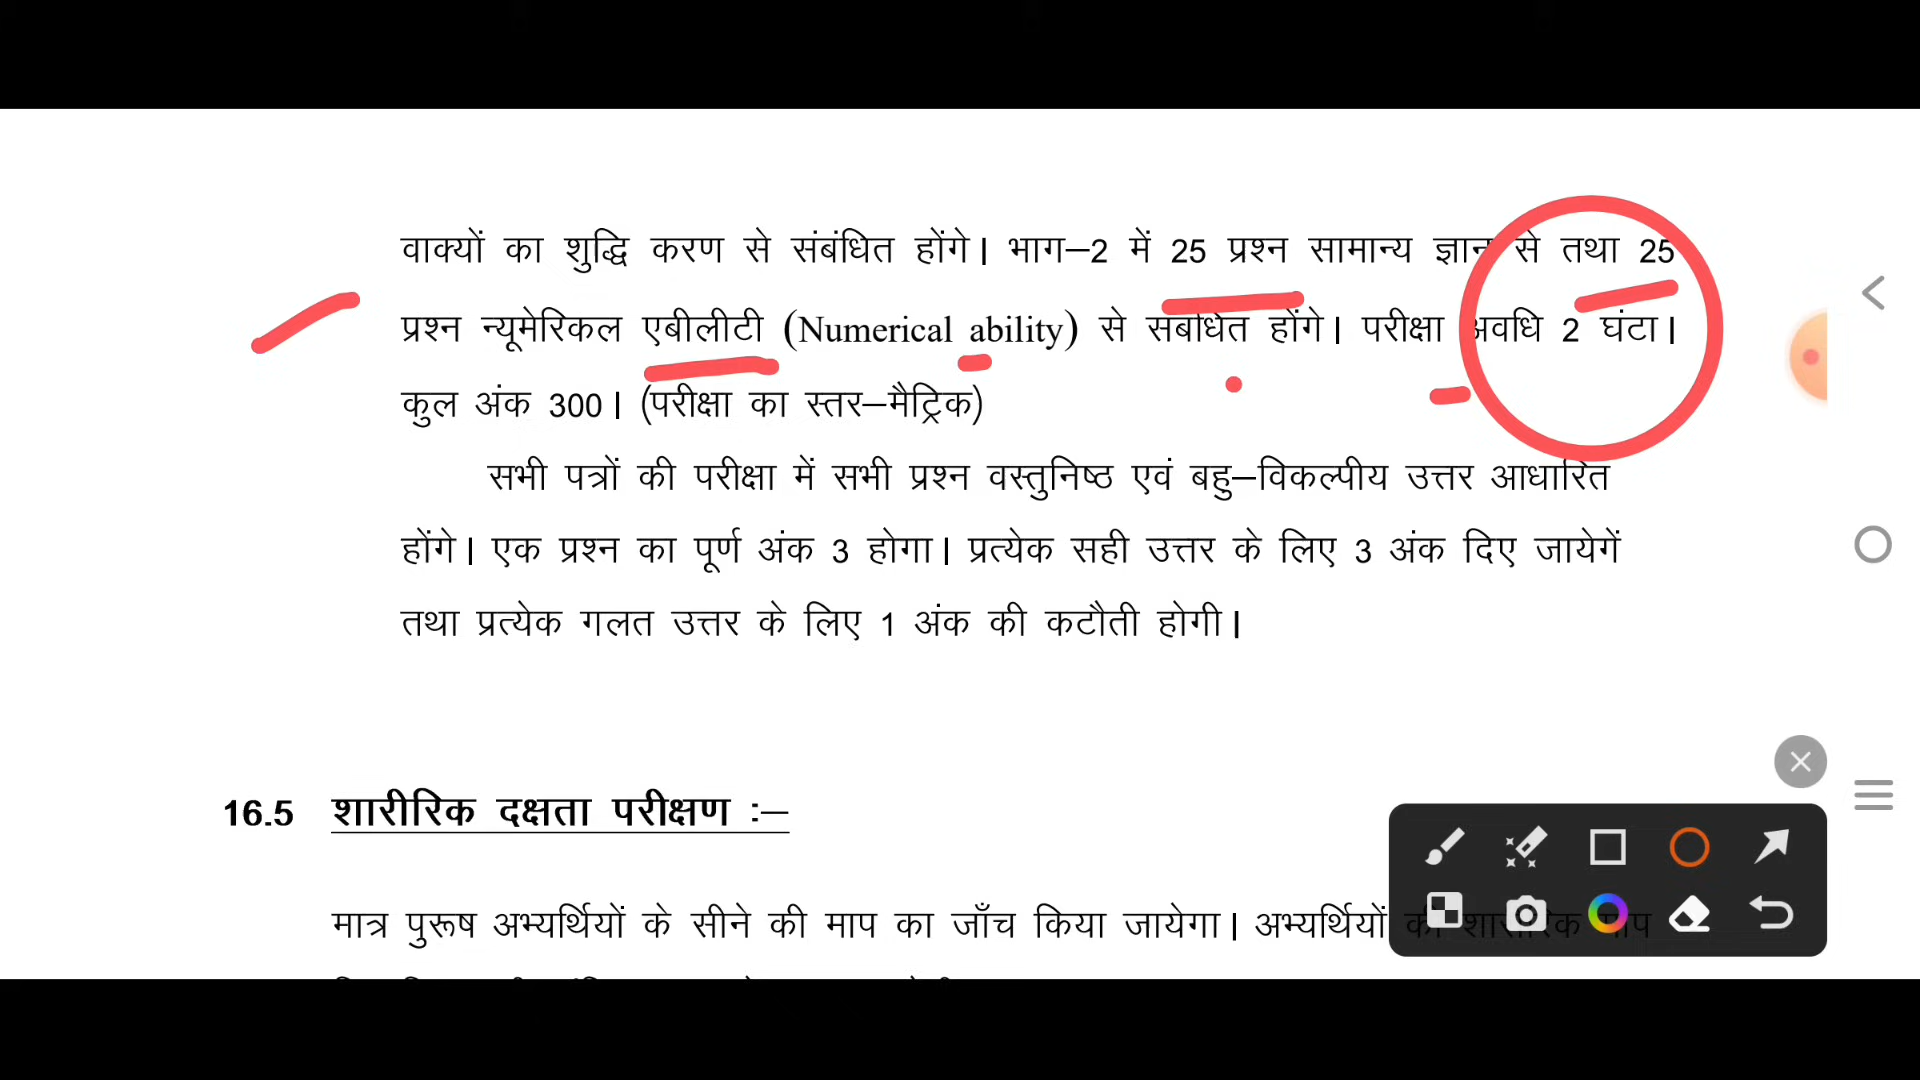 वाक्यों का शुद्धि करण से संबंधित होंगे। भाग–2 में 25 प्रश्न सामान्य ज्ञान से तथा 25
प्रश्न न्यूमेरिकल एबीलीटी (Numerical ability) से संबंधित होंगे। परीक्षा अवधि 2 घंटा।
कुल अंक 300। (परीक्षा का स्तर–मैट्रिक)
सभी पत्रों की परीक्षा में सभी प्रश्न वस्तुनिष्ठ एवं बहु–विकल्पीय उत्तर आधारित
होंगे। एक प्रश्न का पूर्ण अंक 3 होगा। प्रत्येक सही उत्तर के लिए 3 अंक दिए जायेगें
तथा प्रत्येक गलत उत्तर के लिए 1 अंक की कटौती होगी।
16.5 शारीरिक दक्षता परीक्षण :–
मात्र पुरूष अभ्यर्थियों के सीने की माप का जाँच किया जायेगा। अभ्यर्थियों की शारीरिक माप